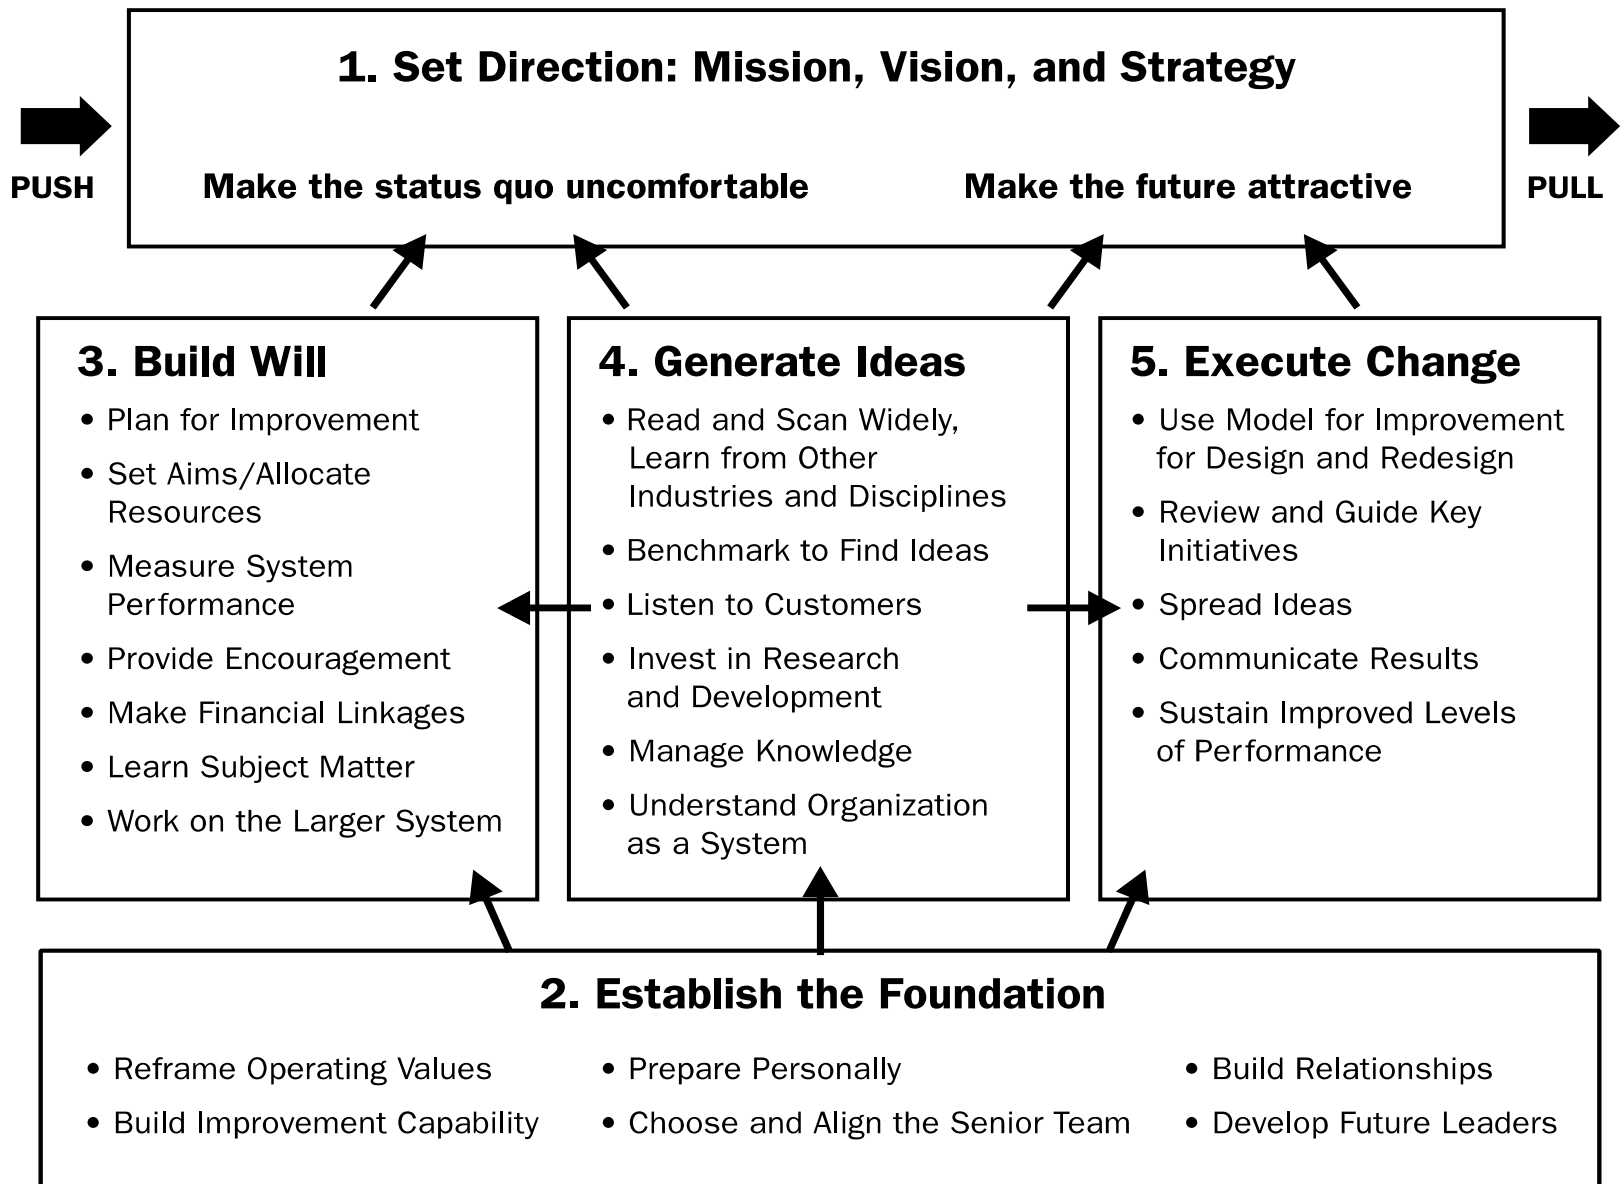 1. Set Direction: Mission, Vision, and Strategy
PUSH
Make the status quo uncomfortable
Make the future attractive
PULL
3. Build Will
• Plan for Improvement
• Set Aims/Allocate
Resources
• Measure System
Performance
• Provide Encouragement
• Make Financial Linkages
• Learn Subject Matter
• Work on the Larger System
4. Generate Ideas
• Read and Scan Widely,
Learn from Other
Industries and Disciplines
• Benchmark to Find Ideas
• Listen to Customers
• Invest in Research
and Development
• Manage Knowledge
• Understand Organization
as a System
5. Execute Change
• Use Model for Improvement
for Design and Redesign
• Review and Guide Key
Initiatives
• Spread Ideas
• Communicate Results
• Sustain Improved Levels
of Performance
2. Establish the Foundation
• Reframe Operating Values
• Build Improvement Capability
• Prepare Personally
• Choose and Align the Senior Team
• Build Relationships
• Develop Future Leaders